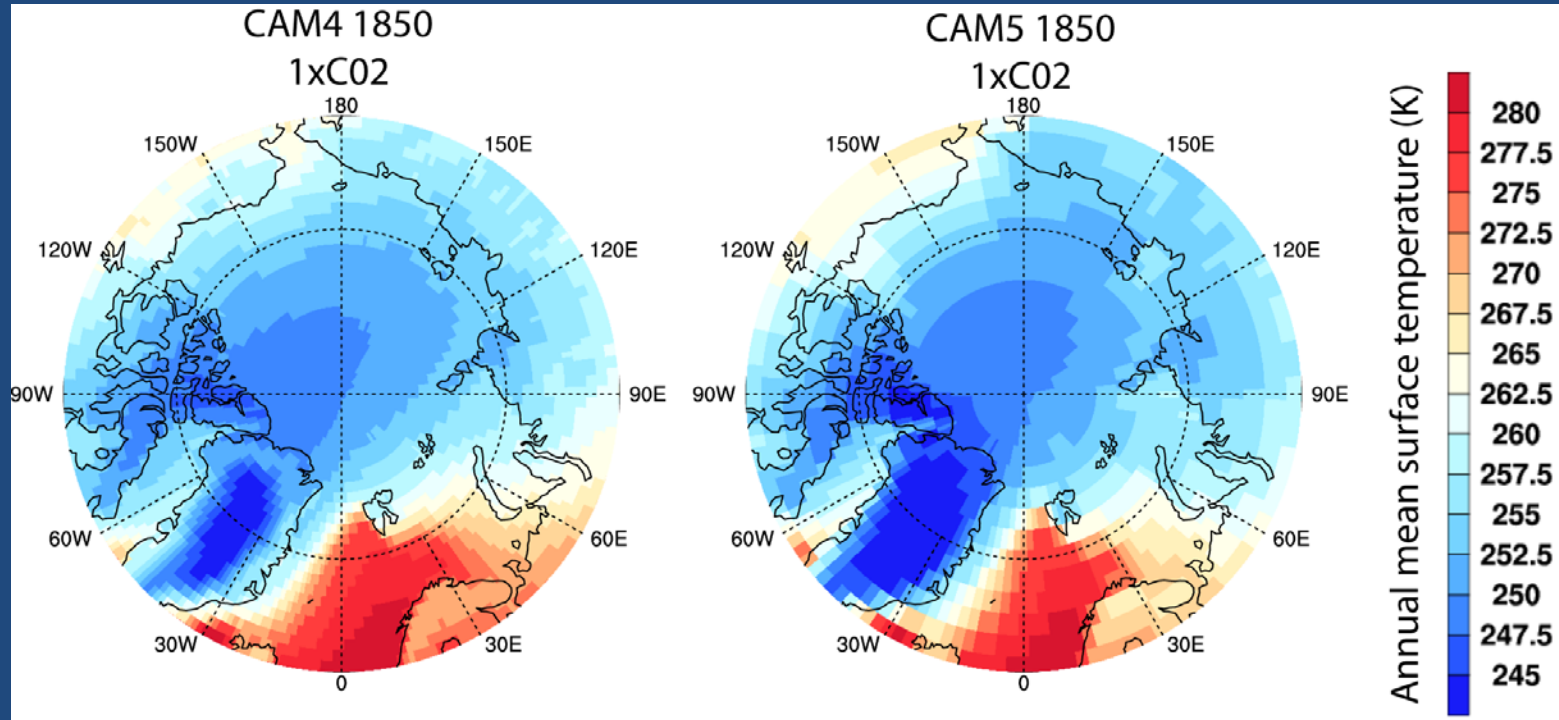 CAM4 1850
1xC02
180
150W
150E
120W
120E
90W
90E
60W
60E
30W
30E
0
CAM5 1850
1xC02
180
150W
150E
120W
120E
90W
90E
60W
60E
30W
30E
0
Annual mean surface temperature (K)
280
277.5
275
272.5
270
267.5
265
262.5
260
257.5
255
252.5
250
247.5
245